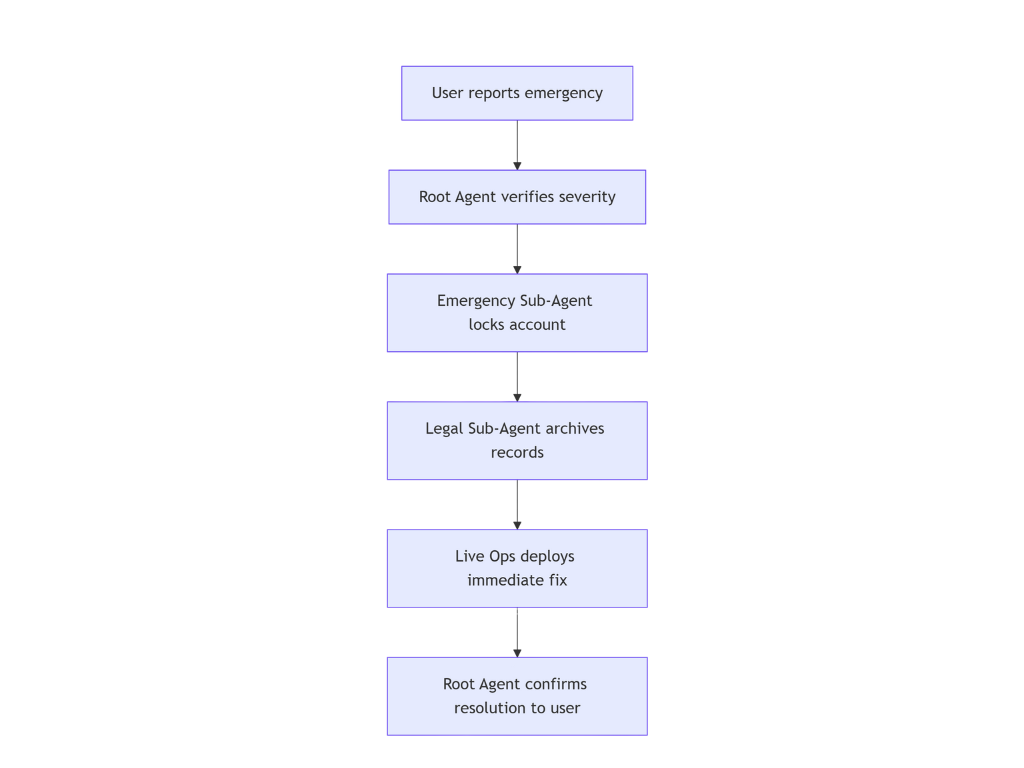 User reports emergency
Root Agent verifies severity
Emergency Sub-Agent
locks account
Legal Sub-Agent archives
records
Live Ops deploys
immediate fix
Root Agent confirms
resolution to user